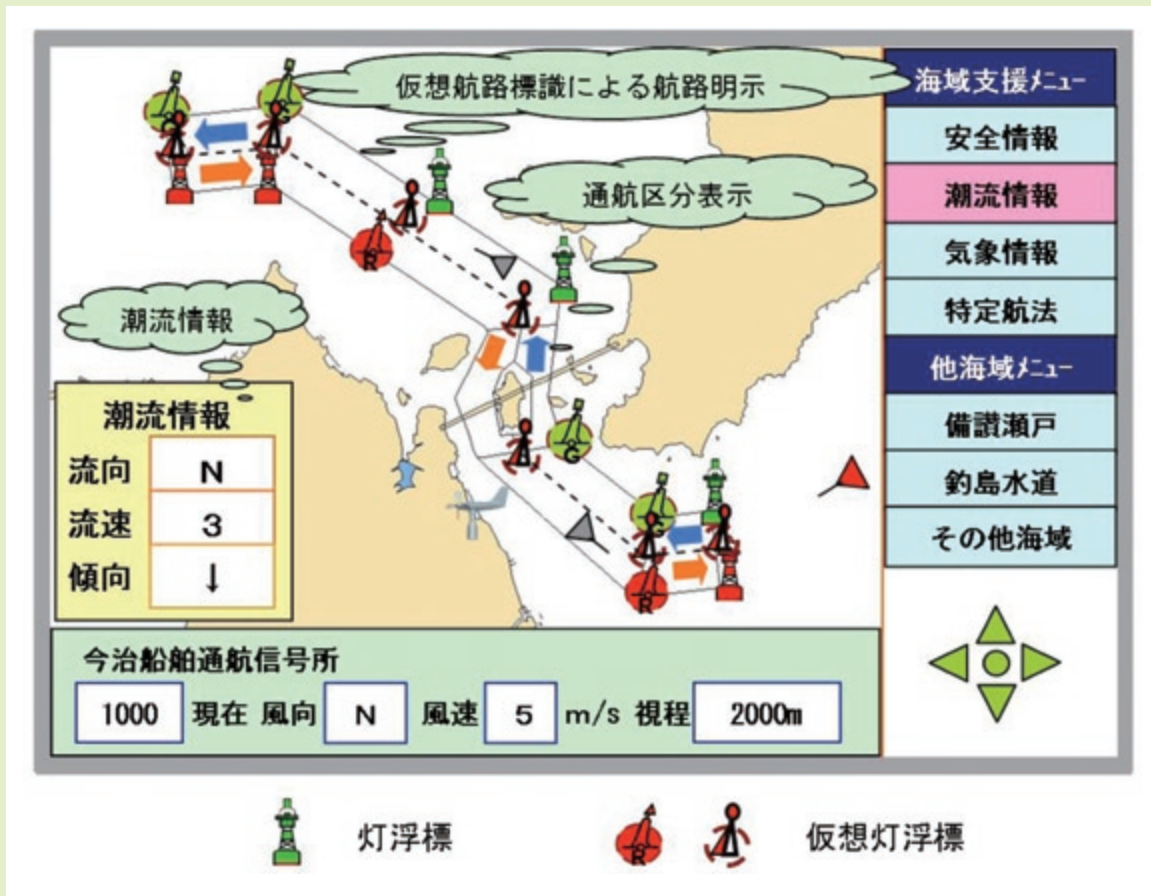 仮想航路標識による航路明示
通航区分表示
潮流情報
潮流情報
流向 N
流速 3
傾向 ↓
海域支援ﾒﾆｭｰ
安全情報
潮流情報
気象情報
特定航法
他海域ﾒﾆｭｰ
備讃瀬戸
釣島水道
その他海域
G
G
R
G
G
R
今治船舶通航信号所
1000 現在 風向 N 風速 5 m/s 視程 2000m
灯浮標
R
仮想灯浮標